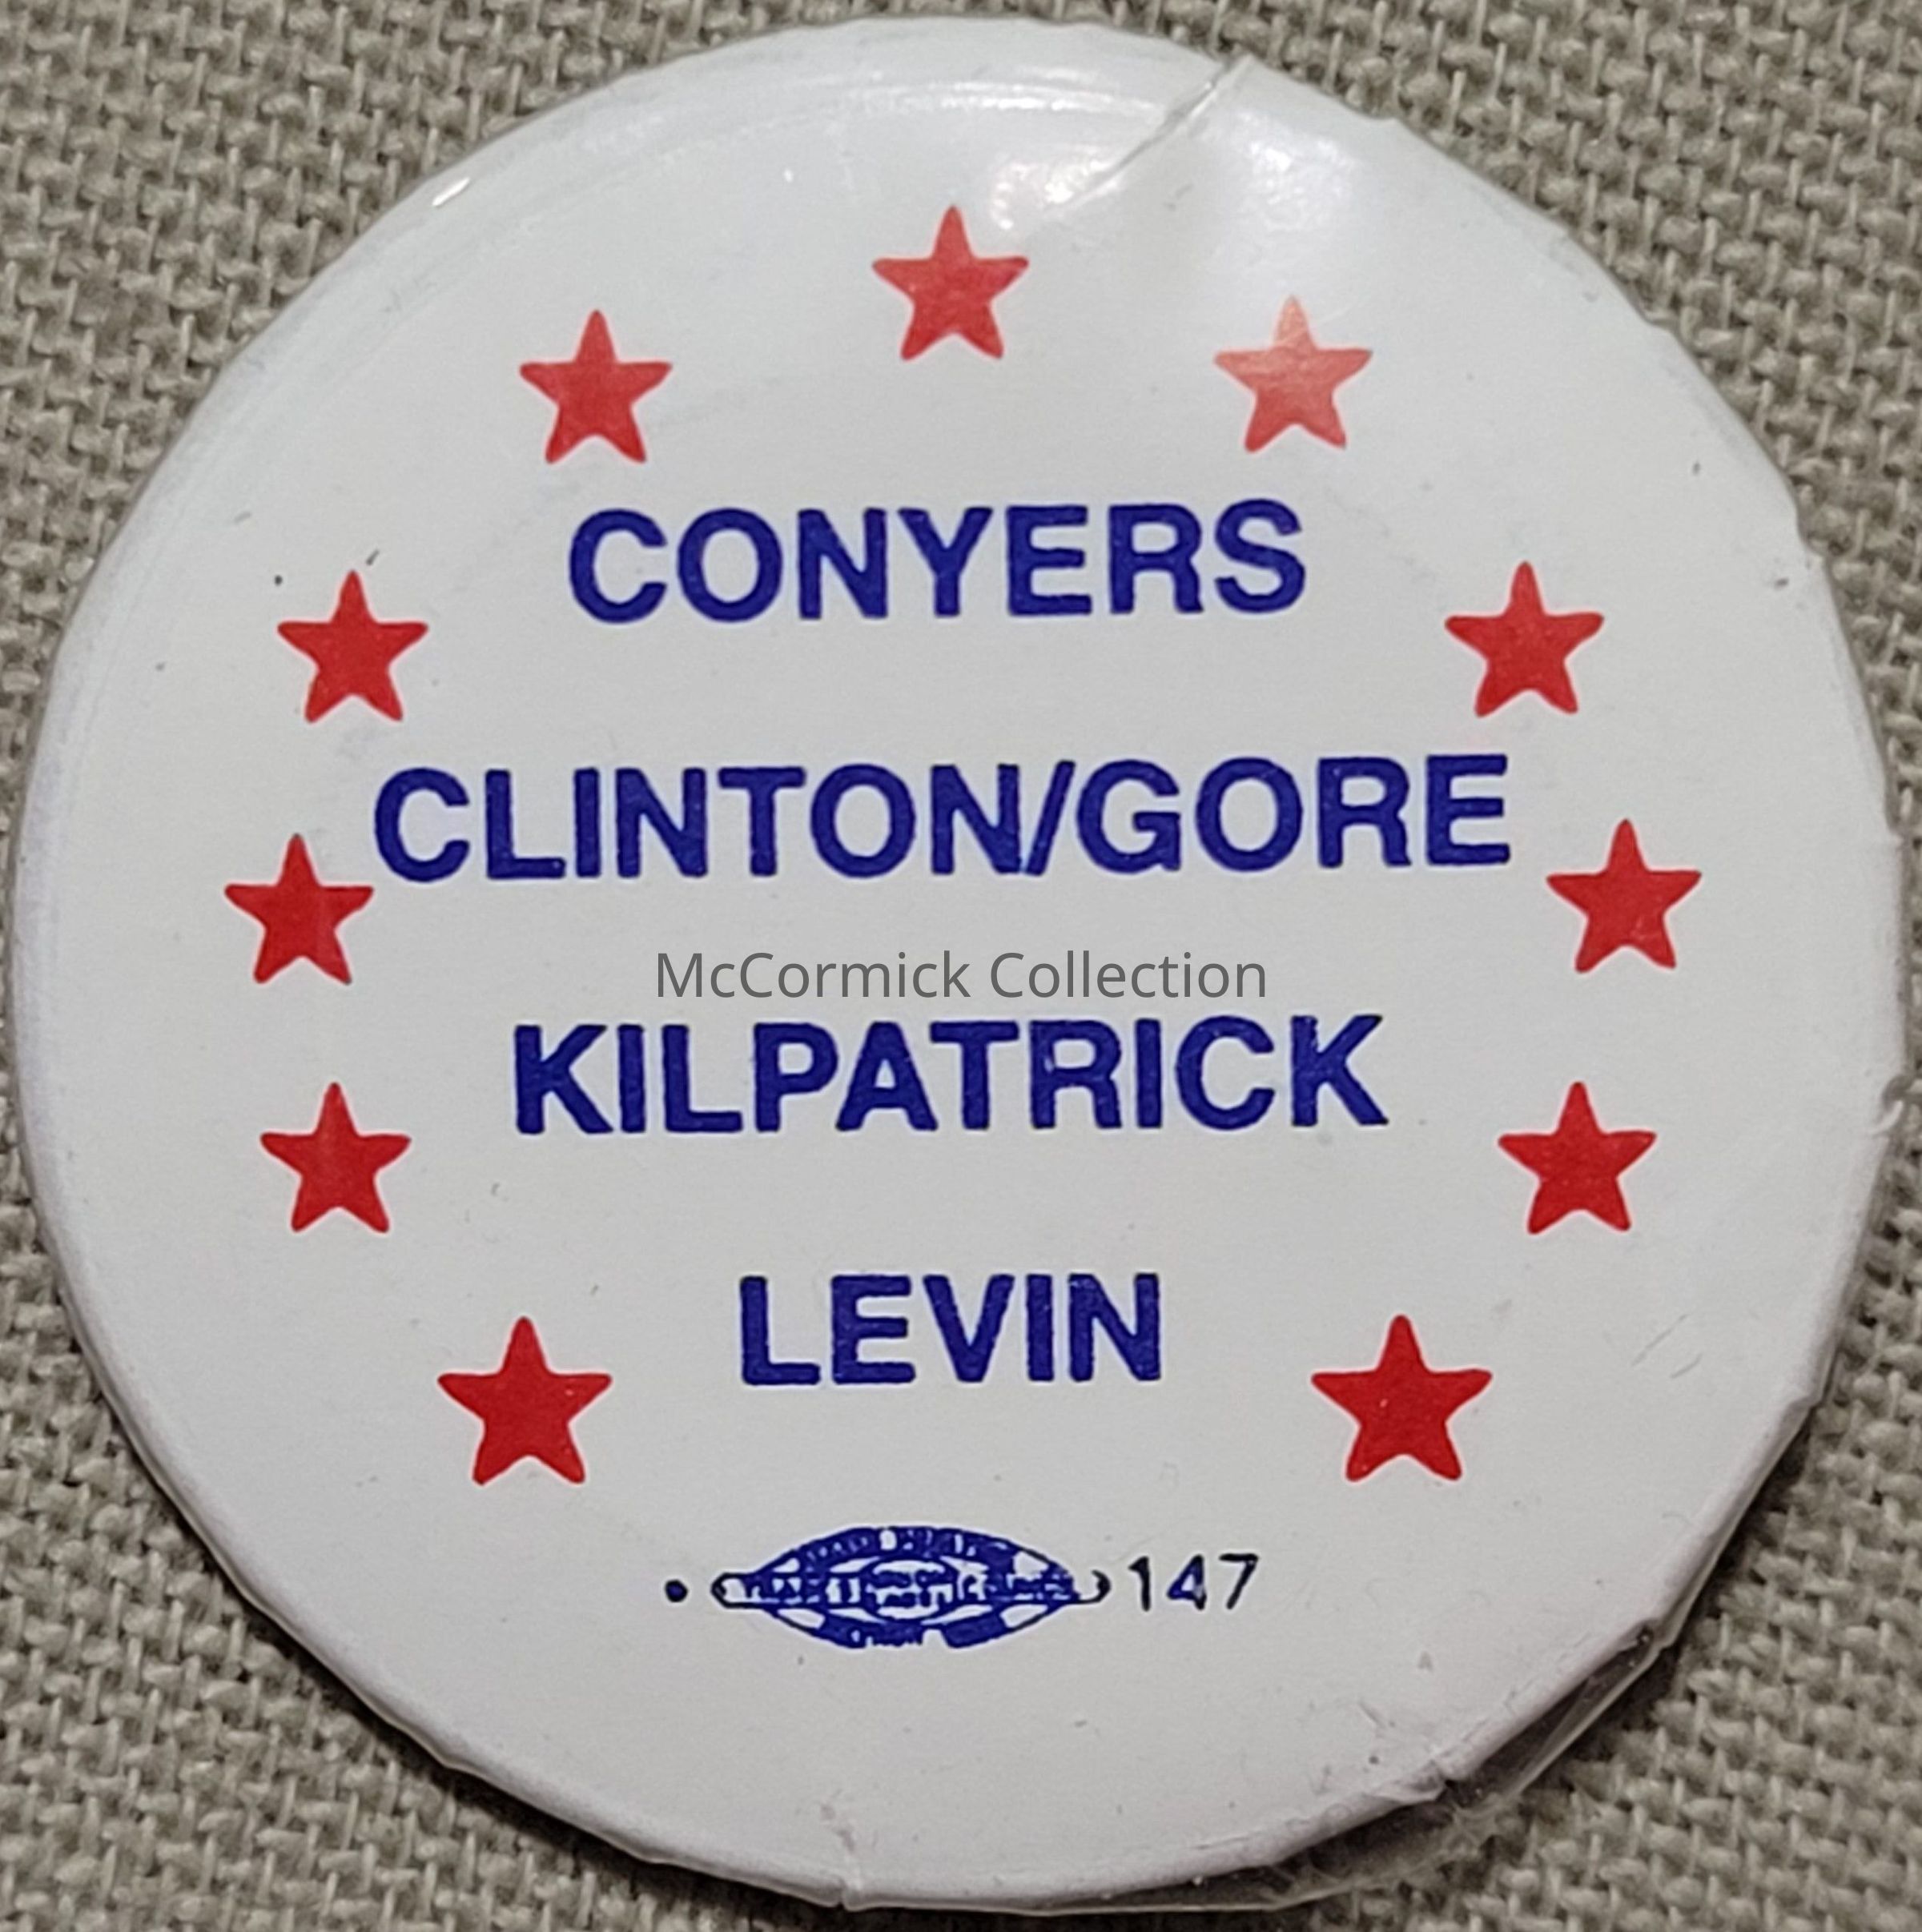 CONYERS
CLINTON/GORE
McCormick Collection
KILPATRICK
LEVIN
147